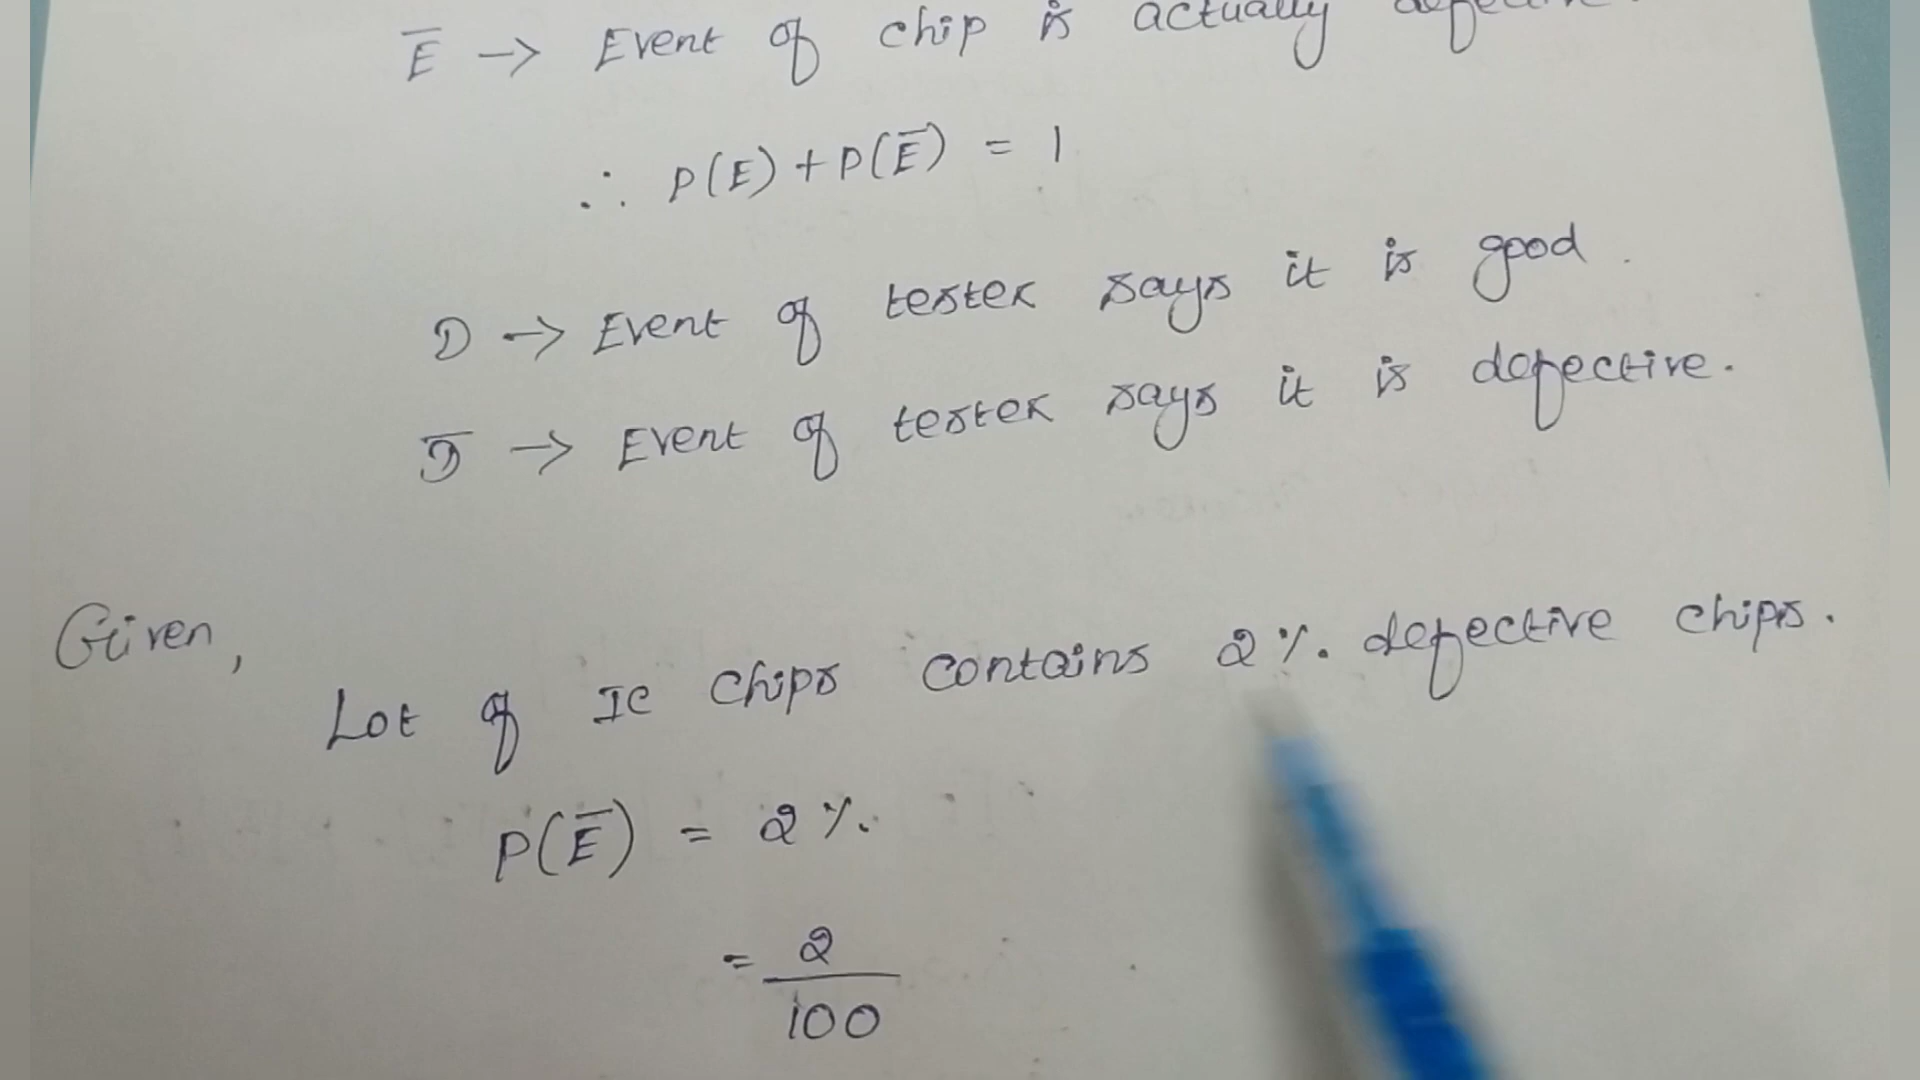 E̅ → Event of chip is actually defective.
∴ P(E) + P(E̅) = 1
D → Event of tester says it is good.
D̅ → Event of tester says it is defective.
Given,
Lot of IC chips contains 2%. defective chips.
P(E̅) = 2%.
= 2/100